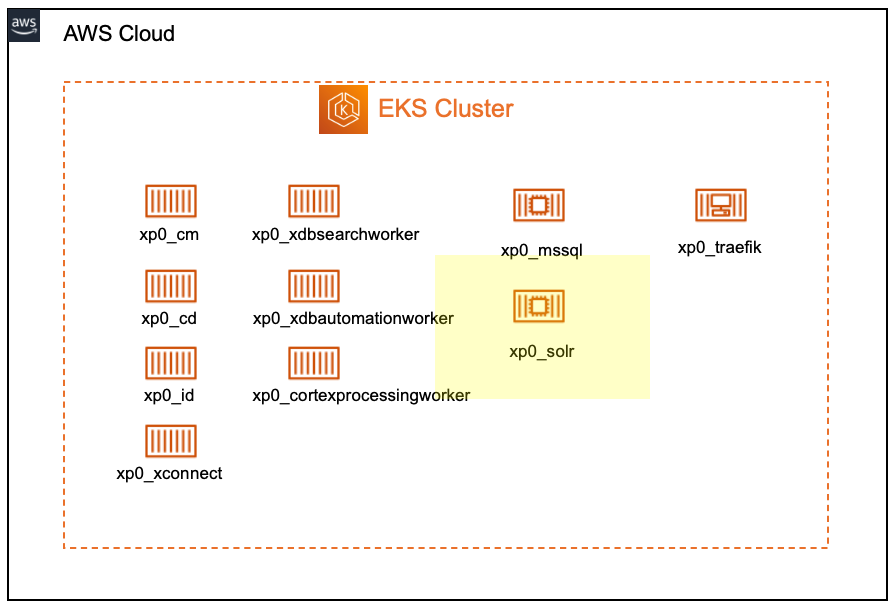 aws
AWS Cloud
EKS Cluster
xp0_cm
xp0_xdbsearchworker
xp0_mssql
xp0_traefik
xp0_cd
xp0_xdbautomationworker
xp0_solr
xp0_id
xp0_cortexprocessingworker
xp0_xconnect